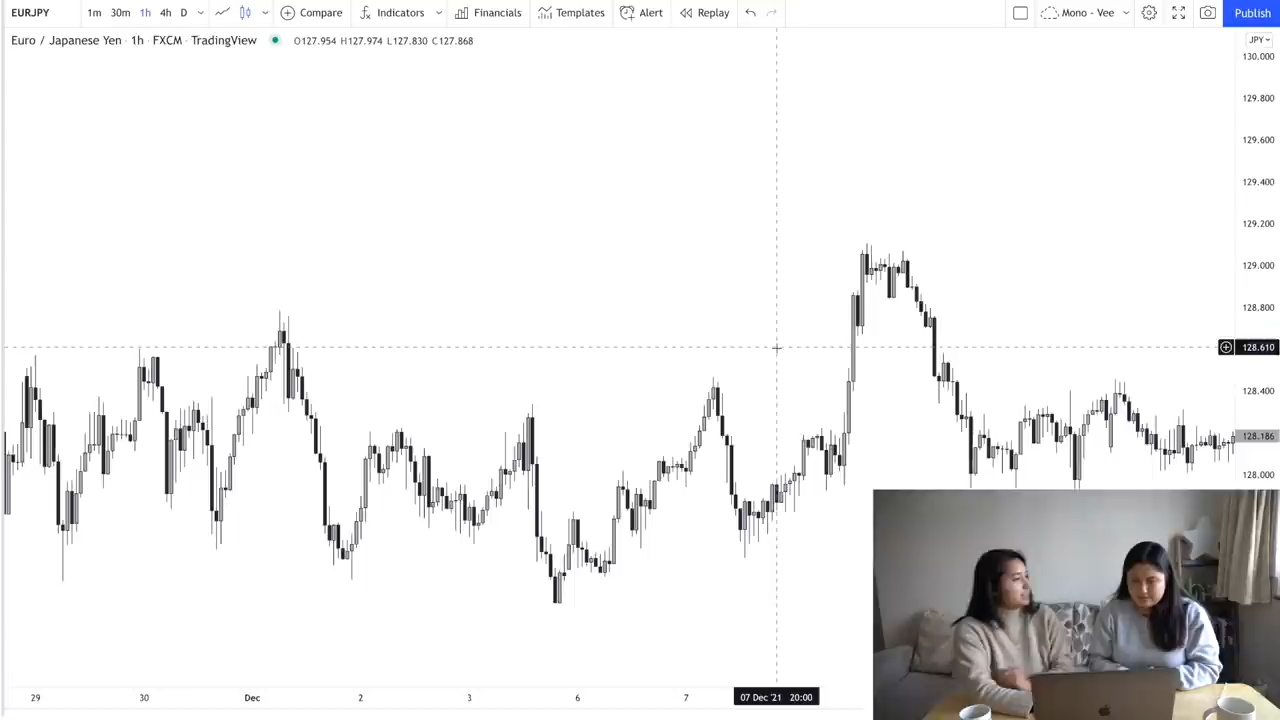 EURJPY 1m 30m 1h 4h D Compare Indicators Financials Templates Alert Replay Mono - Vee Publish
Euro / Japanese Yen · 1h · FXCM · TradingView O127.954 H127.974 L127.830 C127.868
JPY
130.000
129.800
129.600
129.400
129.200
129.000
128.800
128.610
128.400
128.186
128.000
29 30 Dec 2 3 6 7 07 Dec '21 20:00